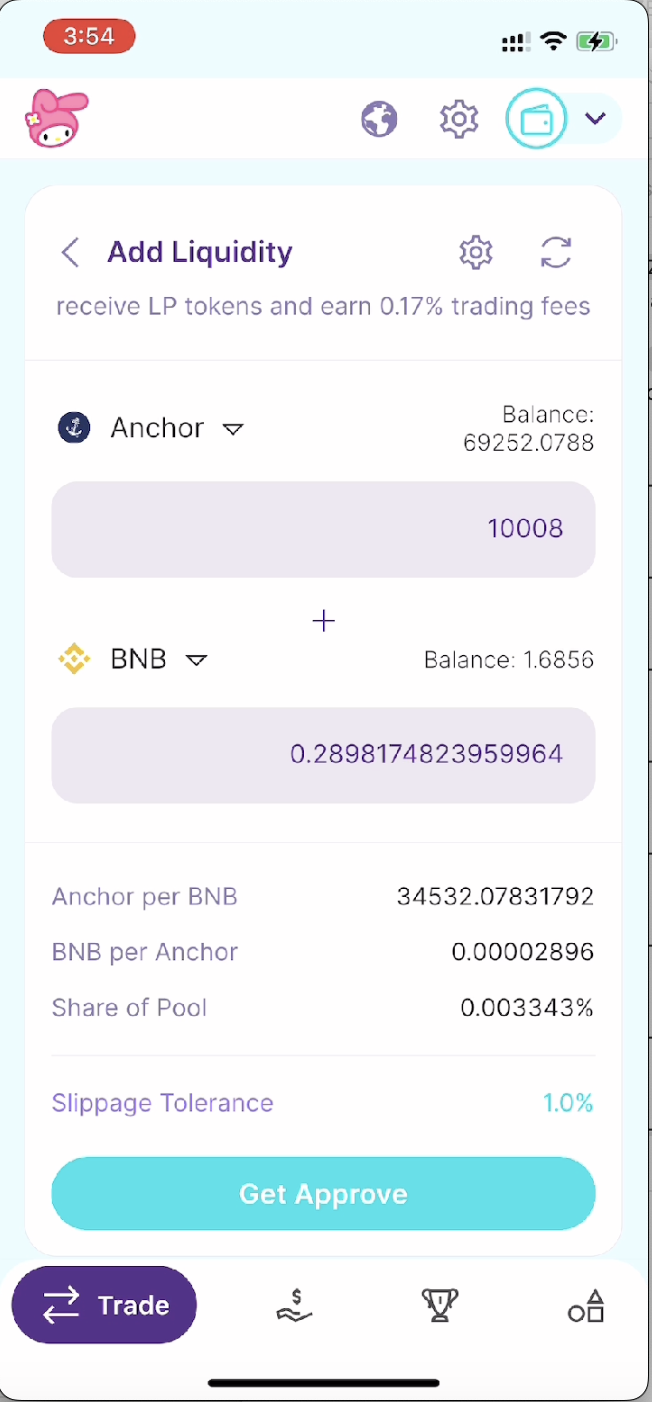 3:54
Add Liquidity
receive LP tokens and earn 0.17% trading fees
Anchor
Balance:
69252.0788
10008
+
BNB
Balance: 1.6856
0.2898174823959964
Anchor per BNB 34532.07831792
BNB per Anchor 0.00002896
Share of Pool 0.003343%
Slippage Tolerance 1.0%
Get Approve
Trade